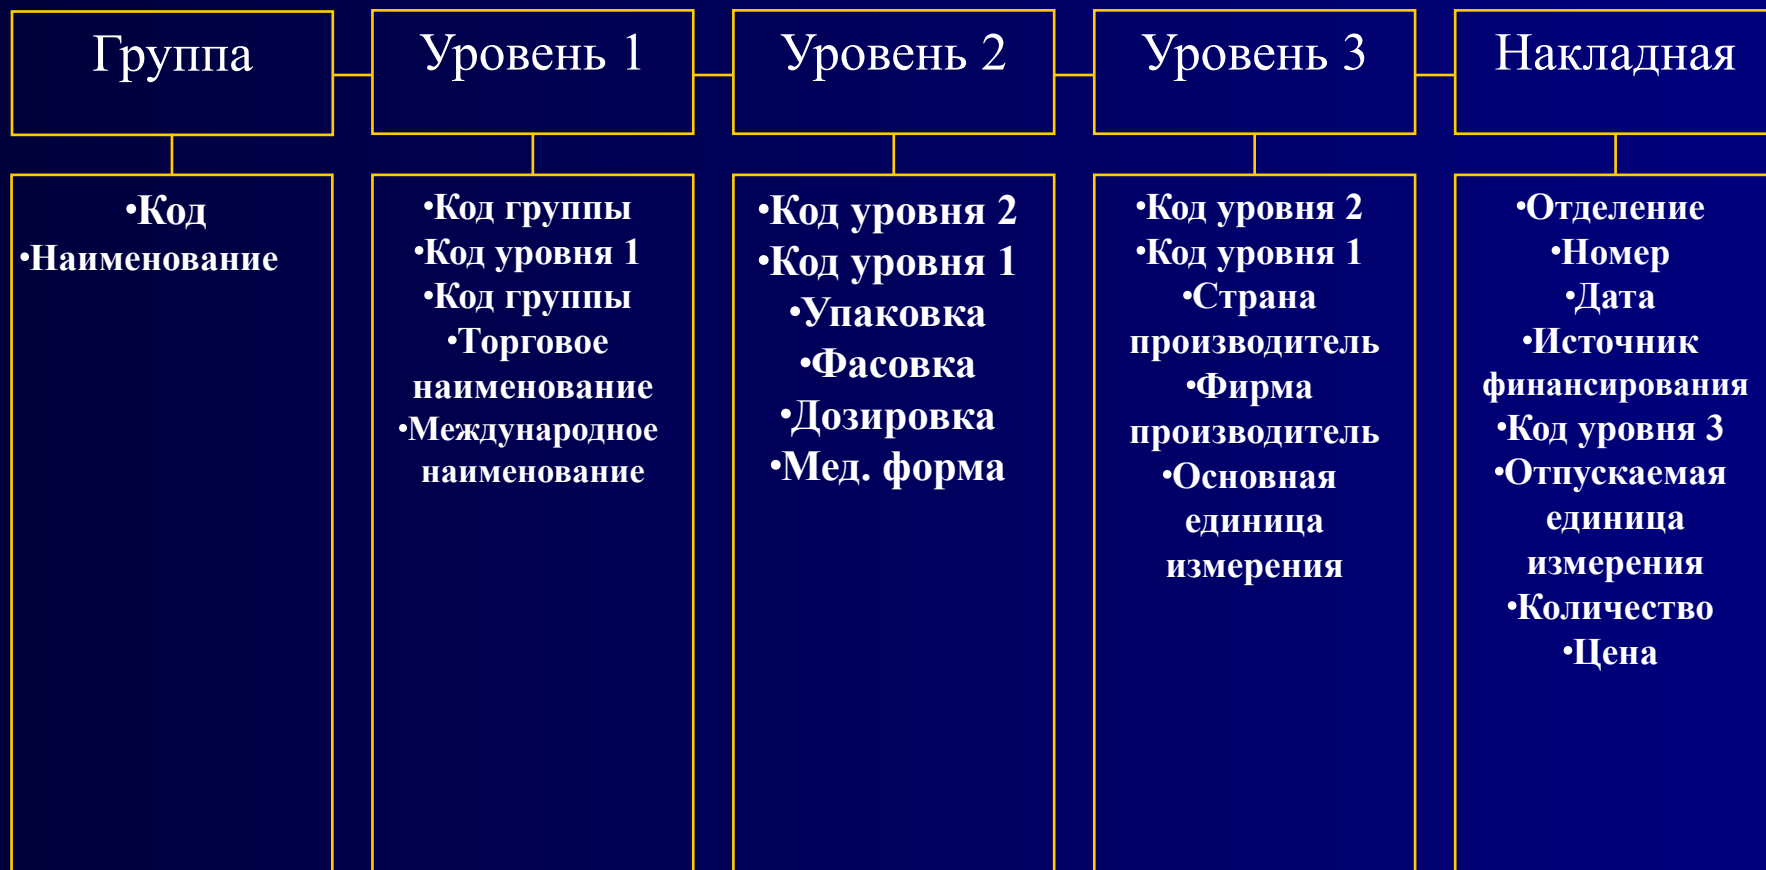 Группа
Уровень 1
Уровень 2
Уровень 3
Накладная
•Код
•Наименование
•Код группы
•Код уровня 1
•Код группы
•Торговое
наименование
•Международное
наименование
•Код уровня 2
•Код уровня 1
•Упаковка
•Фасовка
•Дозировка
•Мед. форма
•Код уровня 2
•Код уровня 1
•Страна
производитель
•Фирма
производитель
•Основная
единица
измерения
•Отделение
•Номер
•Дата
•Источник
финансирования
•Код уровня 3
•Отпускаемая
единица
измерения
•Количество
•Цена